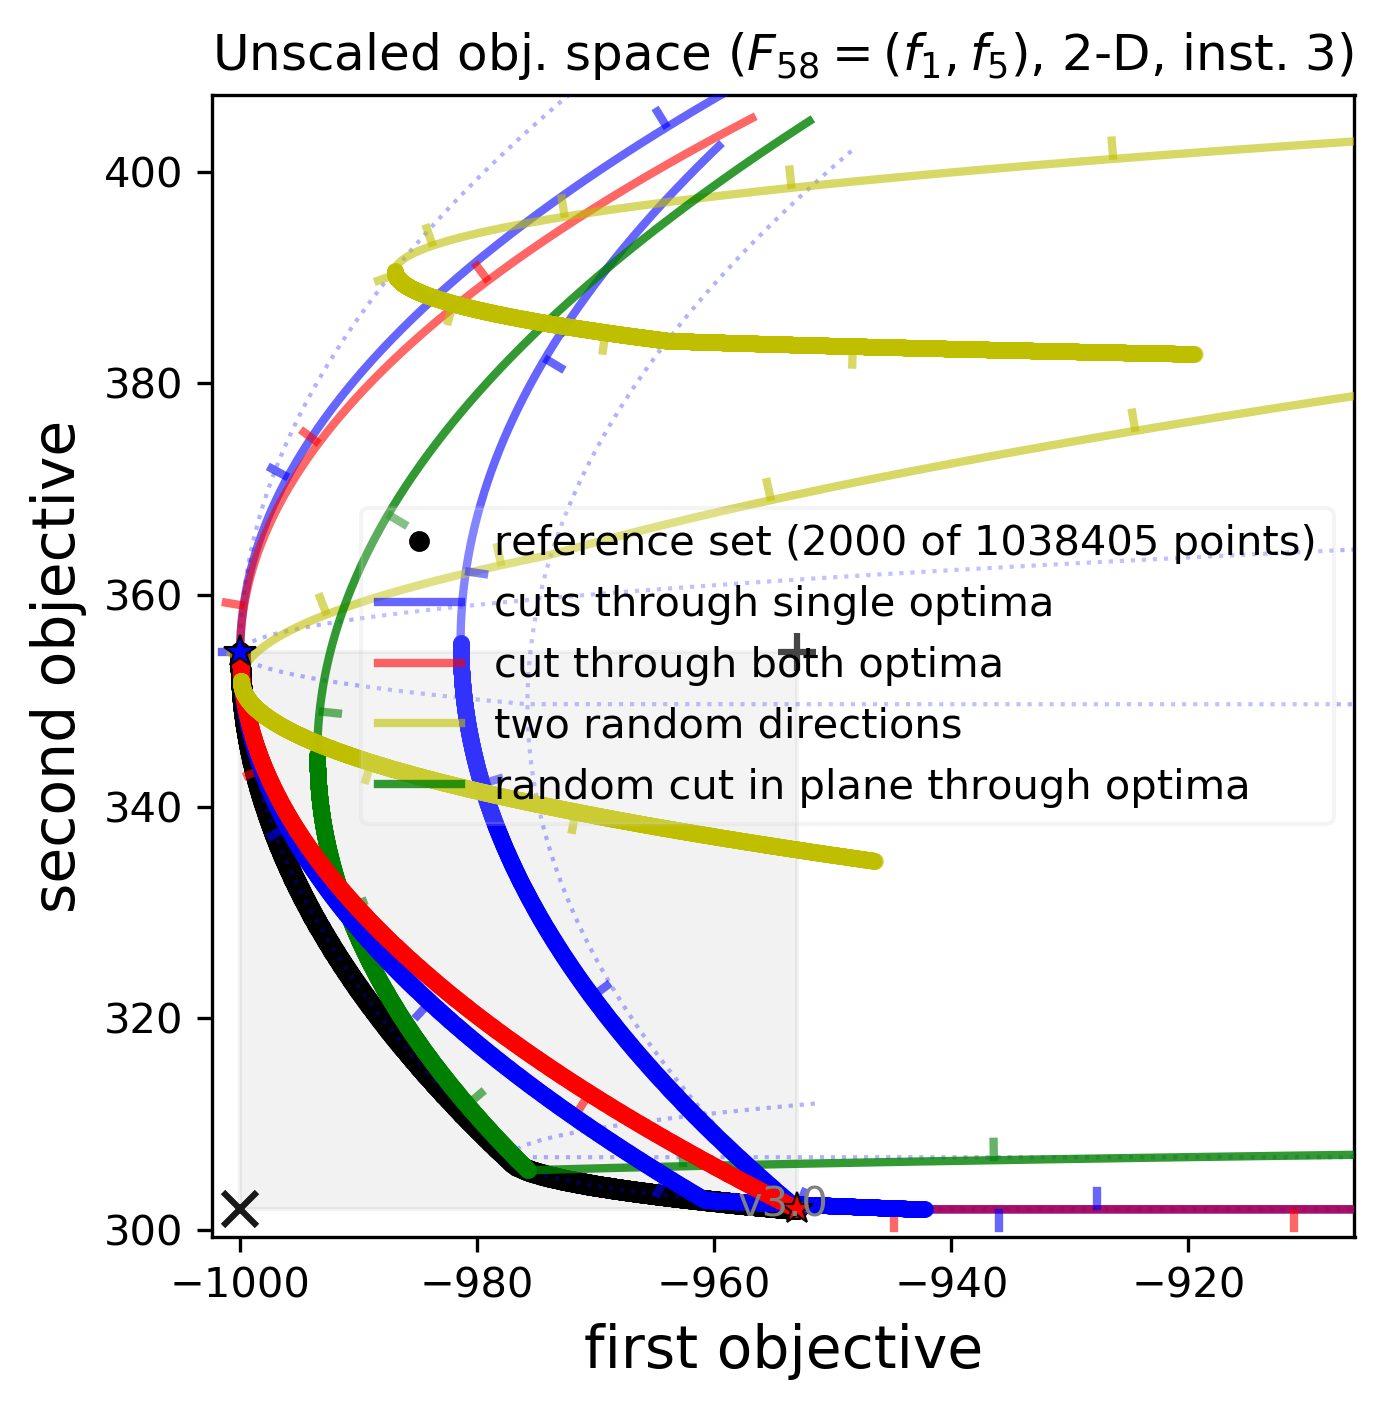 Unscaled obj. space (F58 = (f1, f5), 2-D, inst. 3)
second objective
400
380
360
340
320
300
reference set (2000 of 1038405 points)
cuts through single optima
cut through both optima
two random directions
random cut in plane through optima
v3.0
−1000
−980
−960
−940
−920
first objective